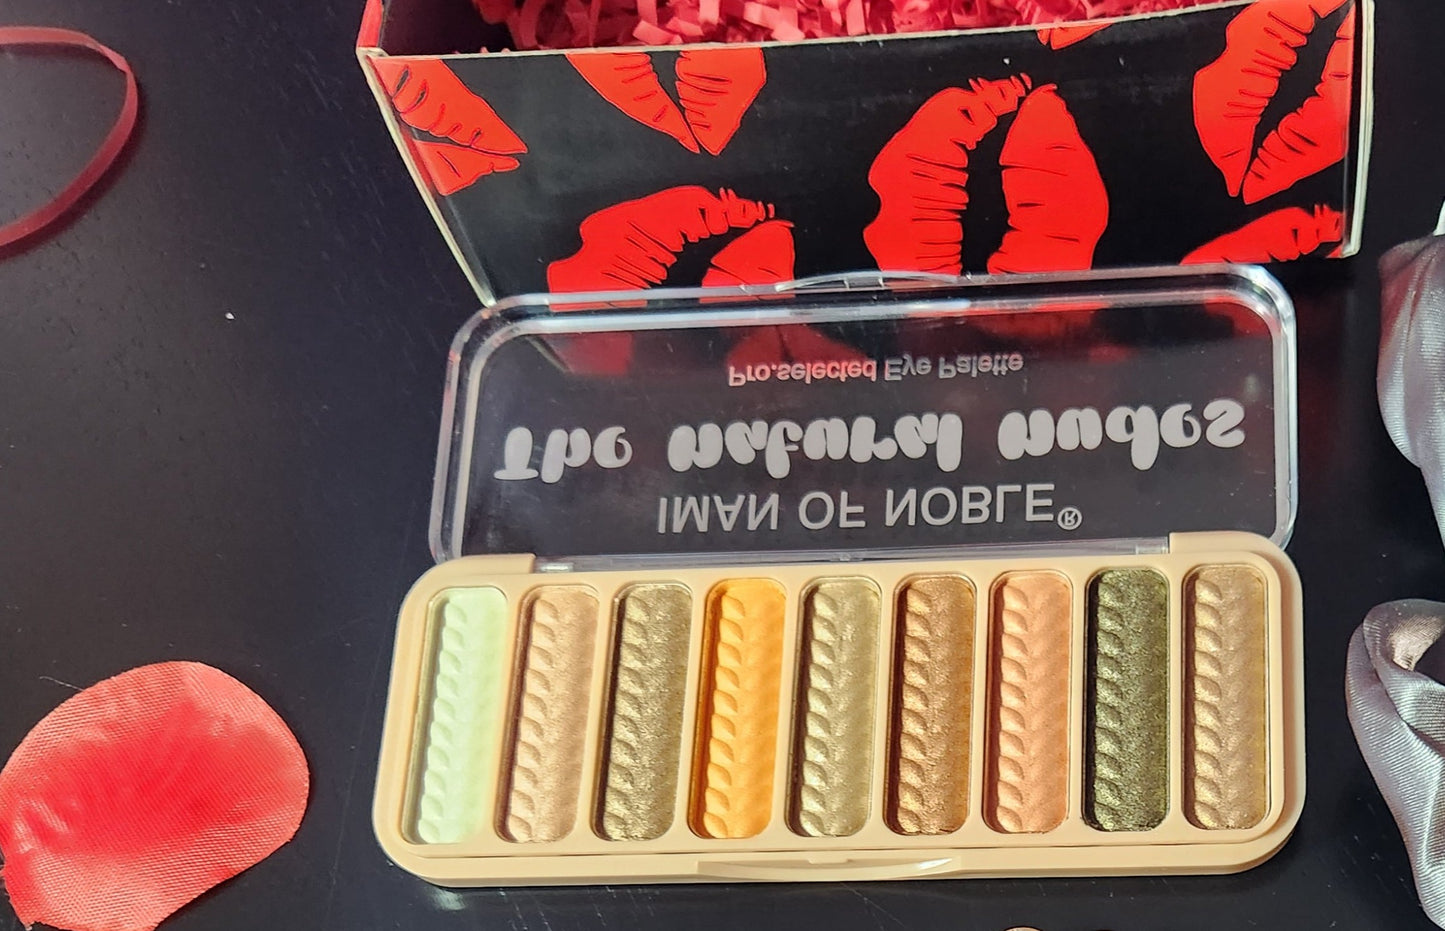 IMAN OF NOBLE®
The Natural Nudes
Pro.selected Eye Palette